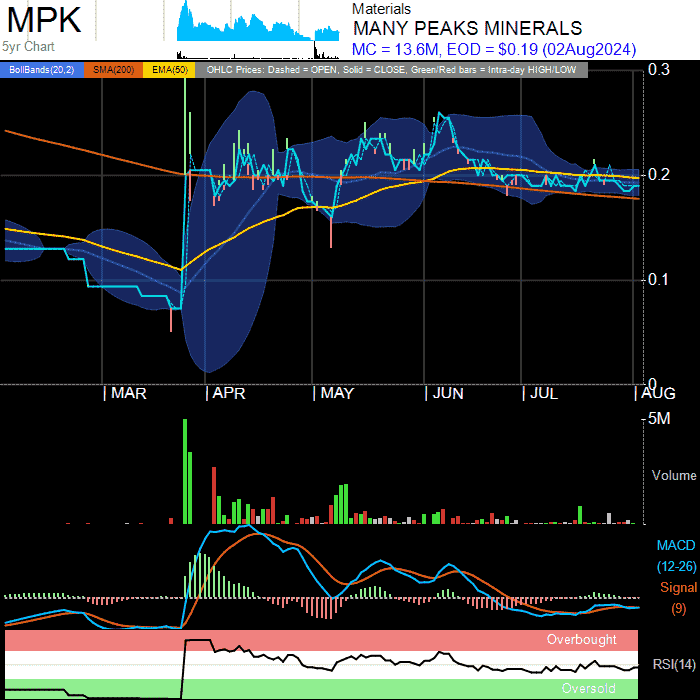 MPK
5yr Chart
Materials
MANY PEAKS MINERALS
MC = 13.6M, EOD = $0.19 (02Aug2024)
BollBands(20,2) SMA(200) EMA(50) OHLC Prices: Dashed = OPEN, Solid = CLOSE, Green/Red bars = Intra-day HIGH/LOW
0.3
0.2
0.1
0
MAR APR MAY JUN JUL AUG
5M
Volume
MACD
(12-26)
Signal
(9)
Overbought
RSI(14)
Oversold